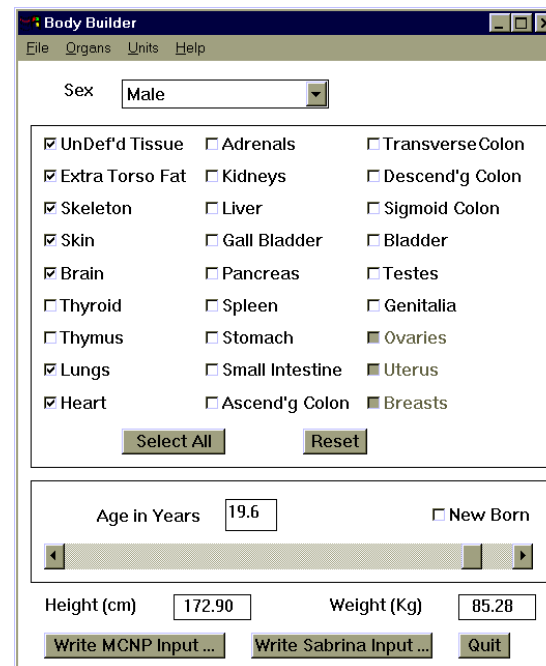 Body Builder
File Organs Units Help
Sex Male
UnDef'd Tissue Adrenals TransverseColon
Extra Torso Fat Kidneys Descend'g Colon
Skeleton Liver Sigmoid Colon
Skin Gall Bladder Bladder
Brain Pancreas Testes
Thyroid Spleen Genitalia
Thymus Stomach Ovaries
Lungs Small Intestine Uterus
Heart Ascend'g Colon Breasts
Select All Reset
Age in Years 19.6 New Born
Height (cm) 172.90 Weight (Kg) 85.28
Write MCNP Input ... Write Sabrina Input ... Quit